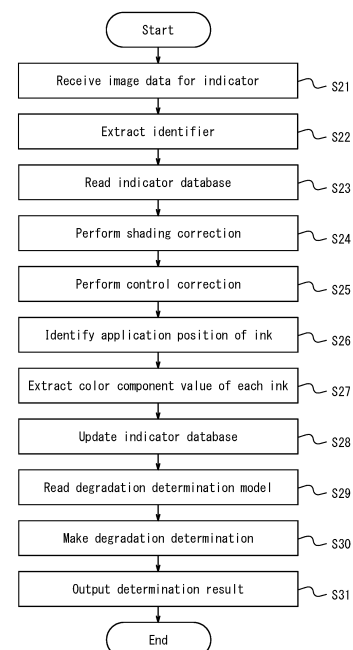 Start
Receive image data for indicator S21
Extract identifier S22
Read indicator database S23
Perform shading correction S24
Perform control correction S25
Identify application position of ink S26
Extract color component value of each ink S27
Update indicator database S28
Read degradation determination model S29
Make degradation determination S30
Output determination result S31
End